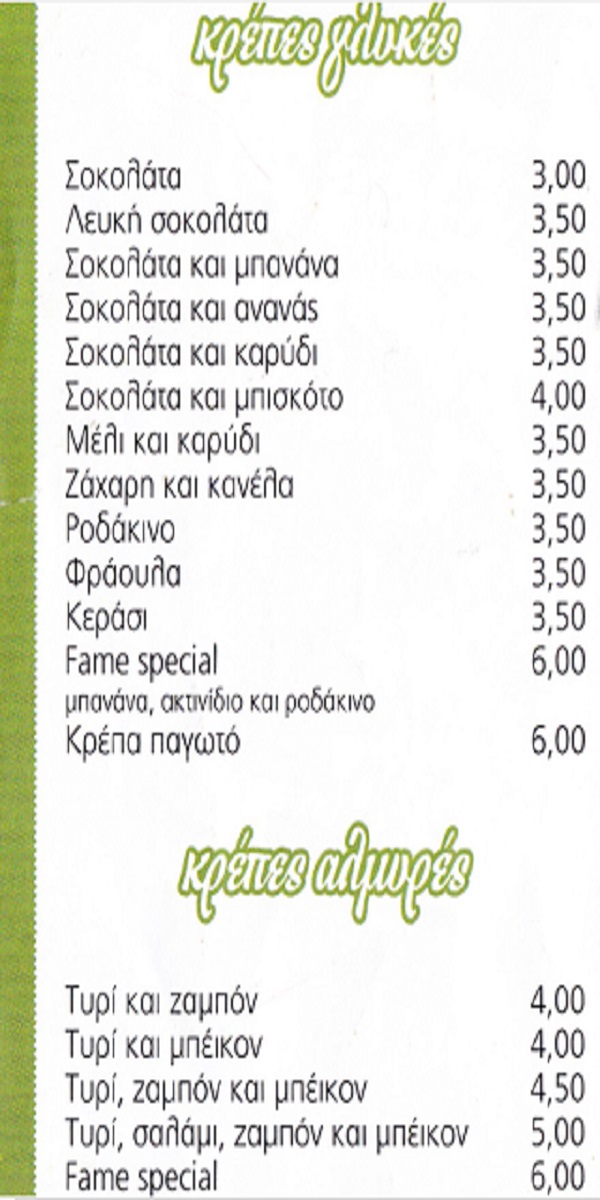 κρέπες γλυκές
Σοκολάτα 3,00
Λευκή σοκολάτα 3,50
Σοκολάτα και μπανάνα 3,50
Σοκολάτα και ανανάς 3,50
Σοκολάτα και καρύδι 3,50
Σοκολάτα και μπισκότο 4,00
Μέλι και καρύδι 3,50
Ζάχαρη και κανέλα 3,50
Ροδάκινο 3,50
Φράουλα 3,50
Κεράσι 3,50
Fame special 6,00
μπανάνα, ακτινίδιο και ροδάκινο
Κρέπα παγωτό 6,00
κρέπες αλμυρές
Τυρί και ζαμπόν 4,00
Τυρί και μπέικον 4,00
Τυρί, ζαμπόν και μπέικον 4,50
Τυρί, σαλάμι, ζαμπόν και μπέικον 5,00
Fame special 6,00